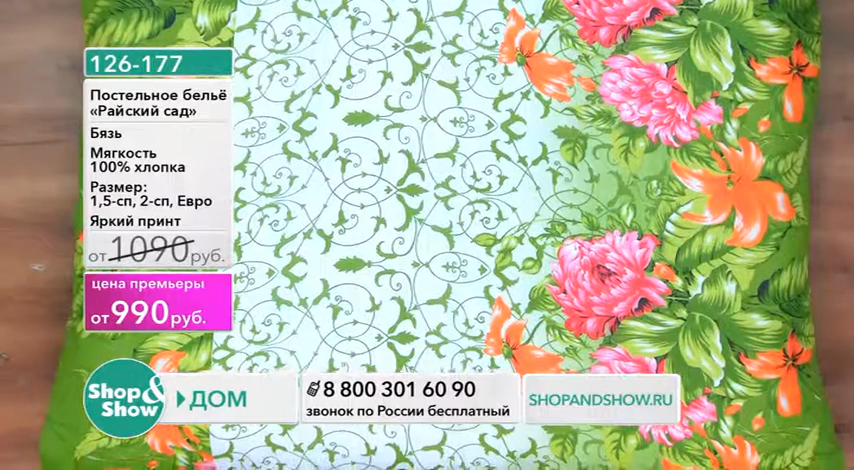 126-177
Постельное бельё
«Райский сад»
Бязь
Мягкость
100% хлопка
Размер:
1,5-сп, 2-сп, Евро
Яркий принт
от 1090 руб.
цена премьеры
от 990 руб.
Shop&
Show
ДОМ
8 800 301 60 90
звонок по России бесплатный
SHOPANDSHOW.RU